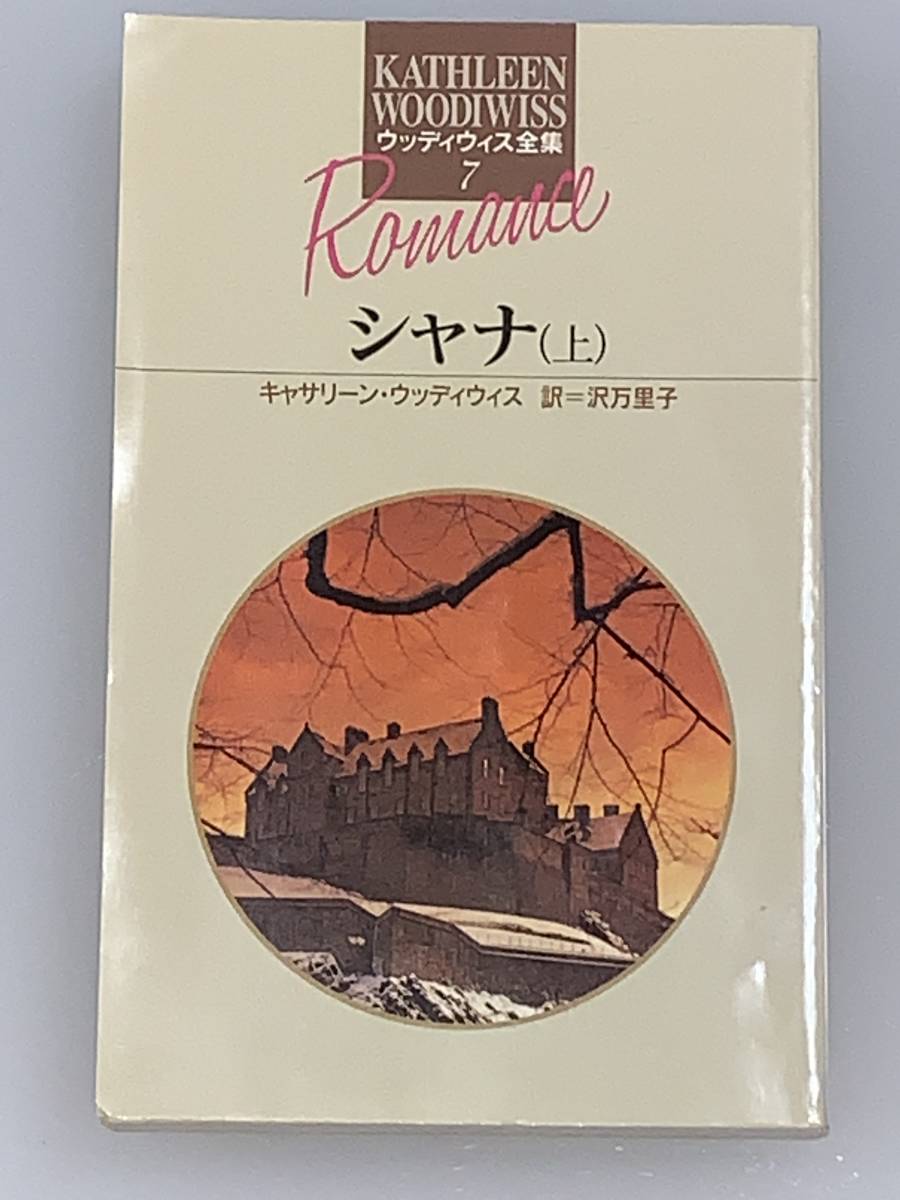 KATHLEEN
WOODIWISS
ウッディウィス全集
7
Romance
シャナ(上)
キャサリーン・ウッディウィス 訳＝沢万里子